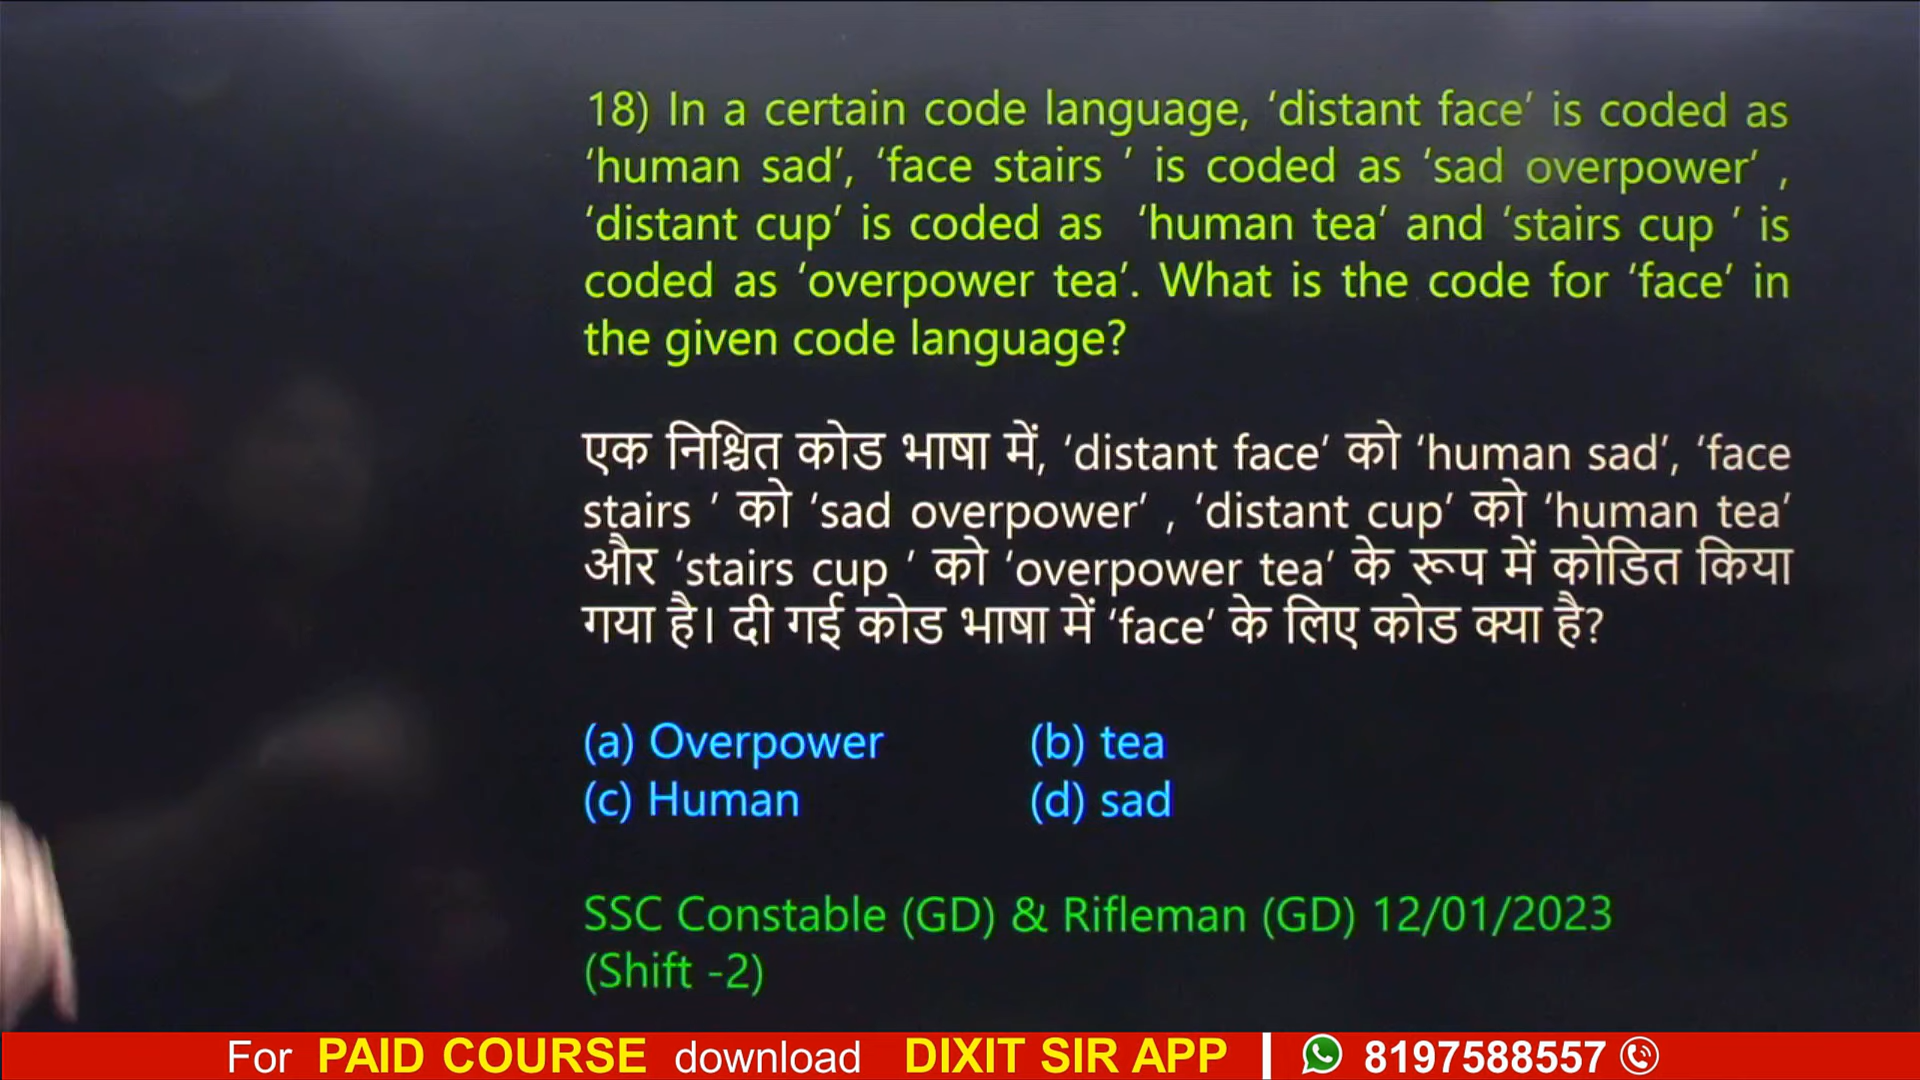 18) In a certain code language, ‘distant face’ is coded as
‘human sad’, ‘face stairs ’ is coded as ‘sad overpower’ ,
‘distant cup’ is coded as ‘human tea’ and ‘stairs cup ’ is
coded as ‘overpower tea’. What is the code for ‘face’ in
the given code language?
एक निश्चित कोड भाषा में, ‘distant face’ को ‘human sad’, ‘face
stairs ’ को ‘sad overpower’ , ‘distant cup’ को ‘human tea’
और ‘stairs cup ’ को ‘overpower tea’ के रूप में कोडित किया
गया है। दी गई कोड भाषा में ‘face’ के लिए कोड क्या है?
(a) Overpower (b) tea
(c) Human (d) sad
SSC Constable (GD) & Rifleman (GD) 12/01/2023
(Shift -2)
For PAID COURSE download DIXIT SIR APP | 8197588557